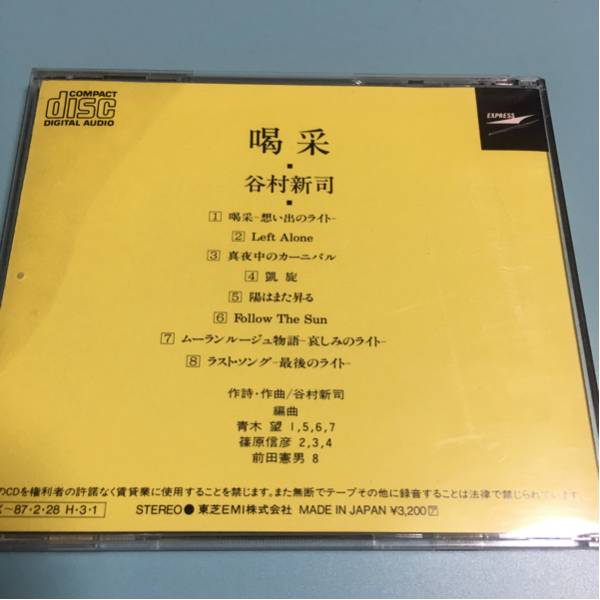 COMPACT
disc
DIGITAL AUDIO
EXPRESS
喝采
谷村新司
1 喝采-想い出のライト-
2 Left Alone
3 真夜中のカーニバル
4 凱旋
5 陽はまた昇る
6 Follow The Sun
7 ムーランルージュ物語-哀しみのライト-
8 ラスト・ソング-最後のライト-
作詩・作曲/谷村新司
編曲
青木 望 1,5,6,7
篠原信彦 2,3,4
前田憲男 8
のCDを権利者の許諾なく賃貸業に使用することを禁じます。また無断でテープその他に録音することは法律で禁じられています。
〜87・2・28 H・3・1 STEREO● 東芝EMI株式会社 MADE IN JAPAN ¥3,200